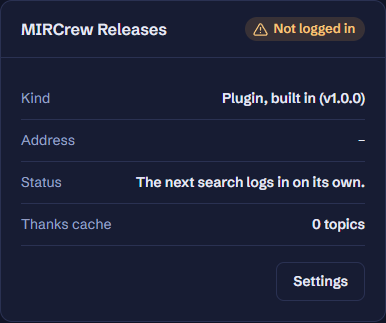 MIRCrew Releases
Not logged in
Kind Plugin, built in (v1.0.0)
Address –
Status The next search logs in on its own.
Thanks cache 0 topics
Settings